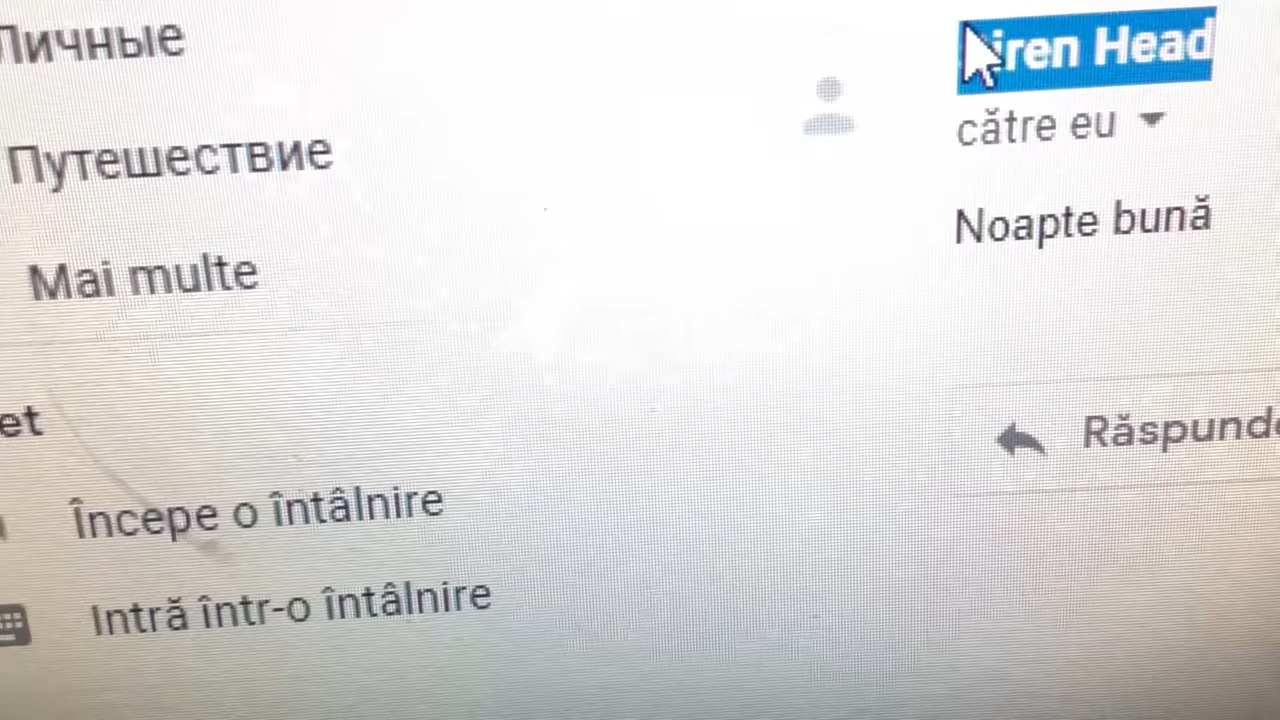 Личные
Путешествие
Mai multe
et
Începe o întâlnire
Intră într-o întâlnire
iren Head
către eu
Noapte bună
Răspunde